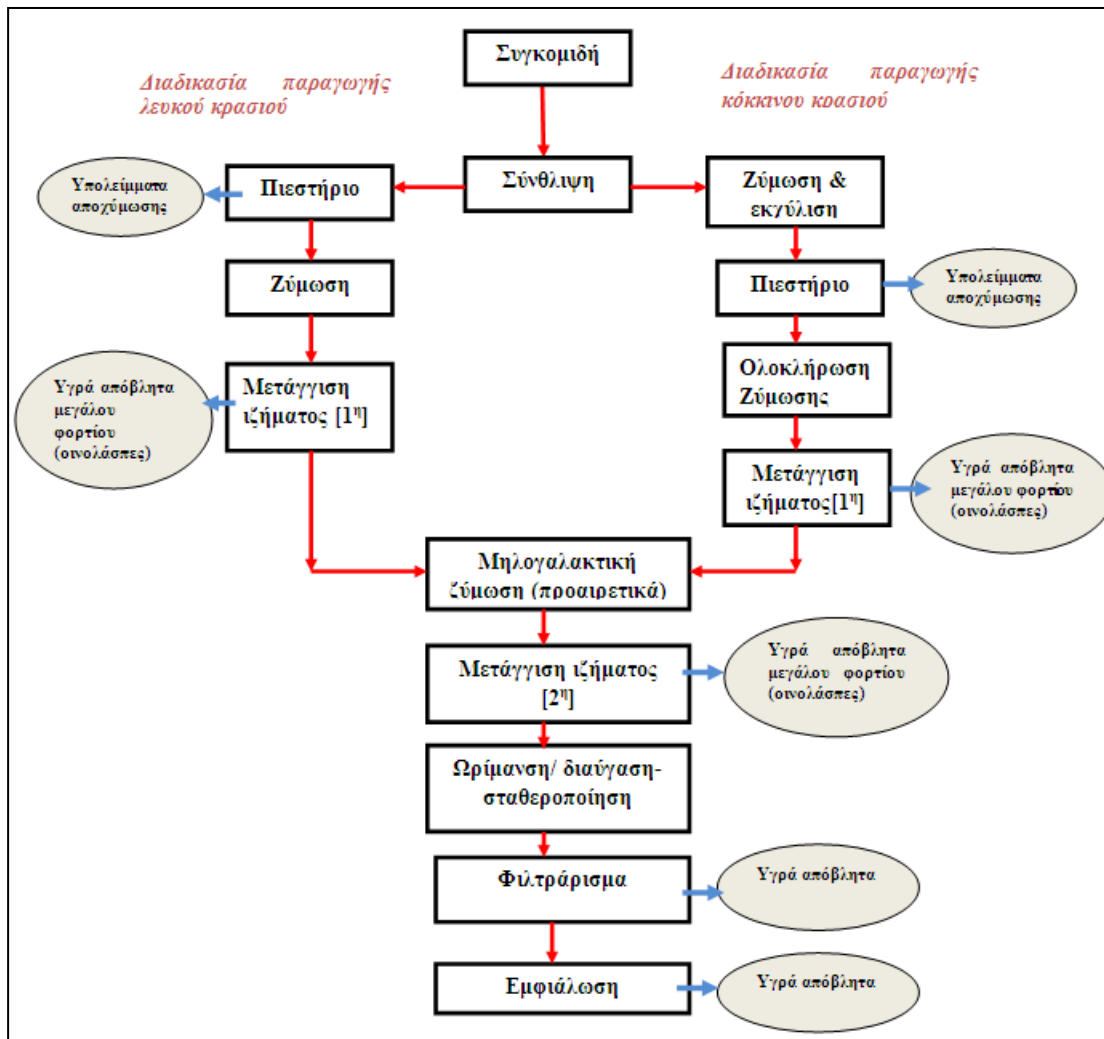 Συγκομιδή
Διαδικασία παραγωγής
λευκού κρασιού
Διαδικασία παραγωγής
κόκκινου κρασιού
Υπολείμματα
αποχύμωσης
Πιεστήριο
Σύνθλιψη
Ζύμωση &
εκχύλιση
Ζύμωση
Πιεστήριο
Υπολείμματα
αποχύμωσης
Υγρά απόβλητα
μεγάλου
φορτίου
(οινολάσπες)
Μετάγγιση
ιζήματος [1η]
Ολοκλήρωση
Ζύμωσης
Μετάγγιση
ιζήματος[1η]
Υγρά απόβλητα
μεγάλου φορτίου
(οινολάσπες)
Μηλογαλακτική
ζύμωση (προαιρετικά)
Μετάγγιση ιζήματος
[2η]
Υγρά απόβλητα
μεγάλου φορτίου
(οινολάσπες)
Ωρίμανση/ διαύγαση-
σταθεροποίηση
Φιλτράρισμα
Υγρά απόβλητα
Εμφιάλωση
Υγρά απόβλητα